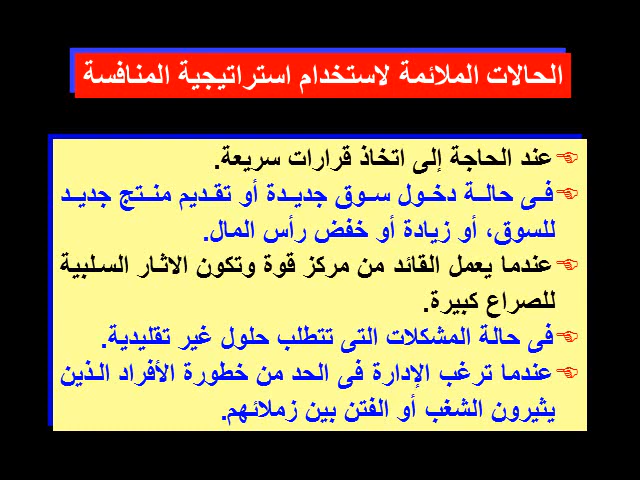 الحالات الملائمة لاستخدام استراتيجية المنافسة
عند الحاجة إلى اتخاذ قرارات سريعة.
فى حالة دخول سوق جديدة أو تقديم منتج جديد
للسوق، أو زيادة أو خفض رأس المال.
عندما يعمل القائد من مركز قوة وتكون الاثار السلبية
للصراع كبيرة.
فى حالة المشكلات التى تتطلب حلول غير تقليدية.
عندما ترغب الإدارة فى الحد من خطورة الأفراد الذين
يثيرون الشغب أو الفتن بين زملائهم.